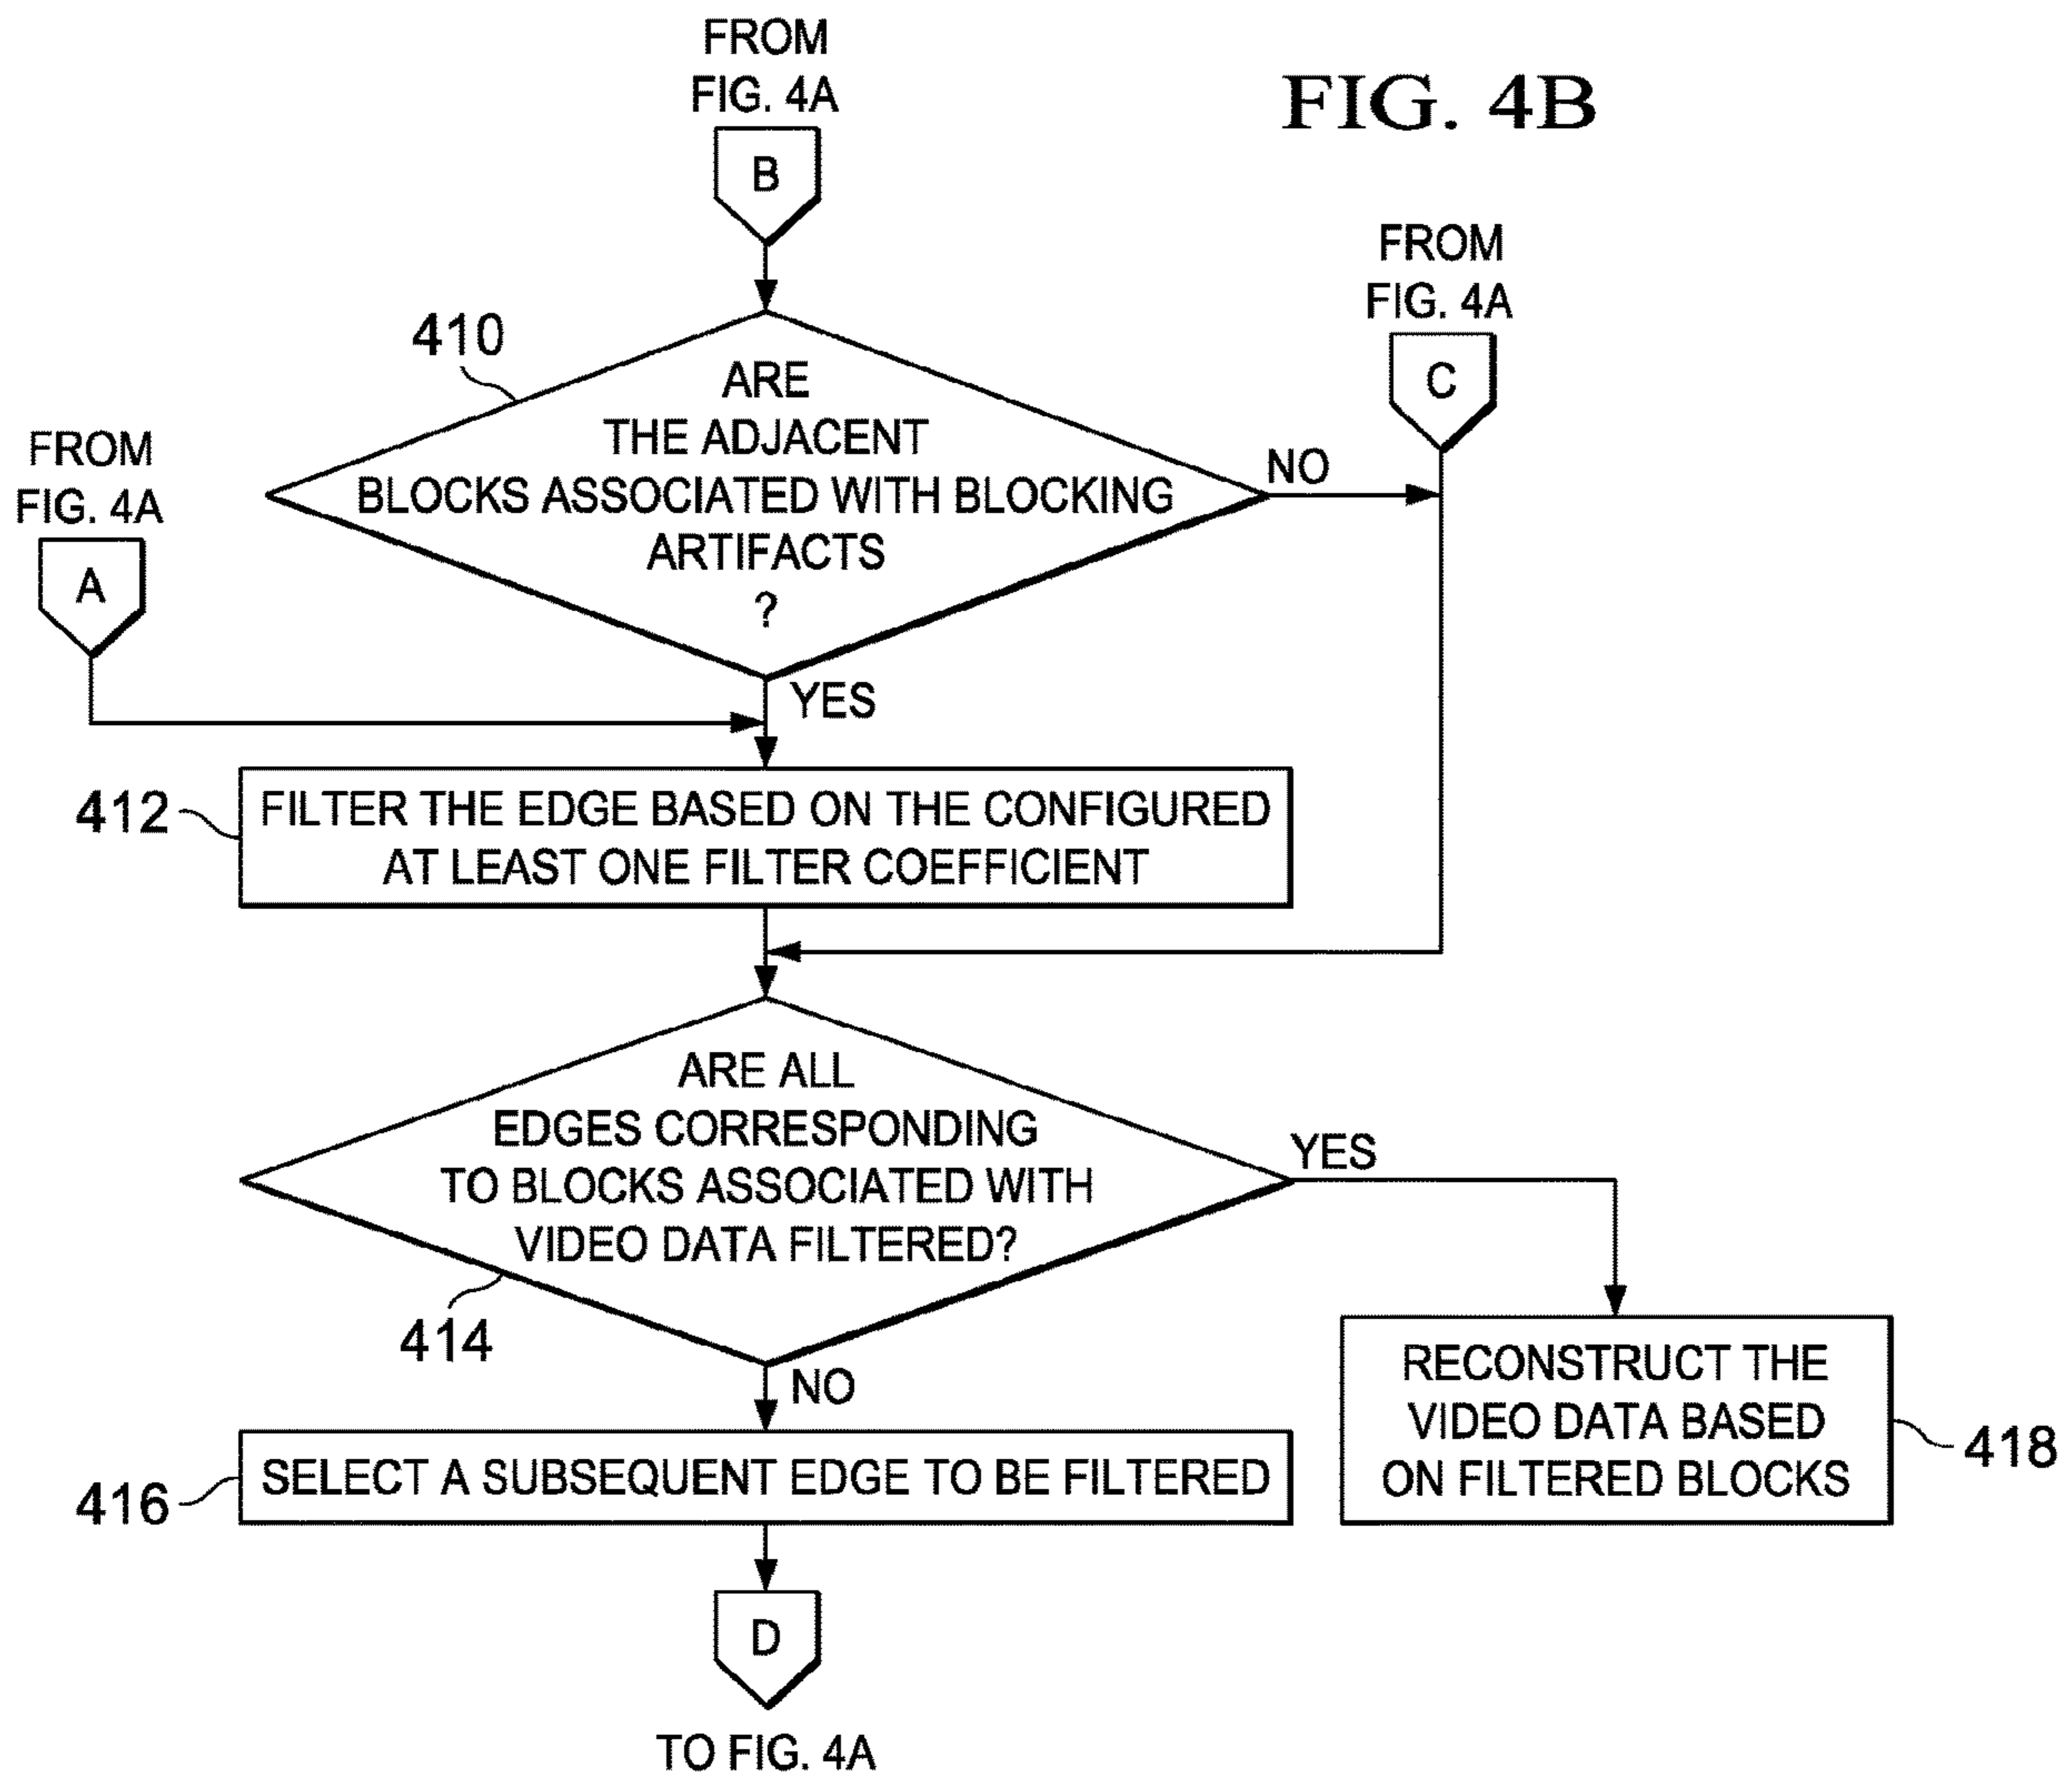 FROM
FIG. 4A
B
FIG. 4B
FROM
FIG. 4A
C
410
ARE
THE ADJACENT
BLOCKS ASSOCIATED WITH BLOCKING
ARTIFACTS
?
NO
FROM
FIG. 4A
A
YES
412
FILTER THE EDGE BASED ON THE CONFIGURED
AT LEAST ONE FILTER COEFFICIENT
ARE ALL
EDGES CORRESPONDING
TO BLOCKS ASSOCIATED WITH
VIDEO DATA FILTERED?
YES
414
NO
RECONSTRUCT THE
VIDEO DATA BASED
ON FILTERED BLOCKS
418
416
SELECT A SUBSEQUENT EDGE TO BE FILTERED
D
TO FIG. 4A